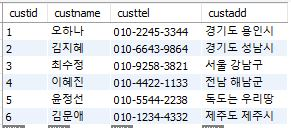 custid custname custtel custadd
1 오하나 010-2245-3344 경기도 용인시
2 김지혜 010-6643-9864 경기도 성남시
3 최수정 010-9258-3821 서울 강남구
4 이혜진 010-4422-1133 전남 해남군
5 윤정선 010-5544-2238 독도는 우리땅
6 김문애 010-1234-4332 제주도 제주시